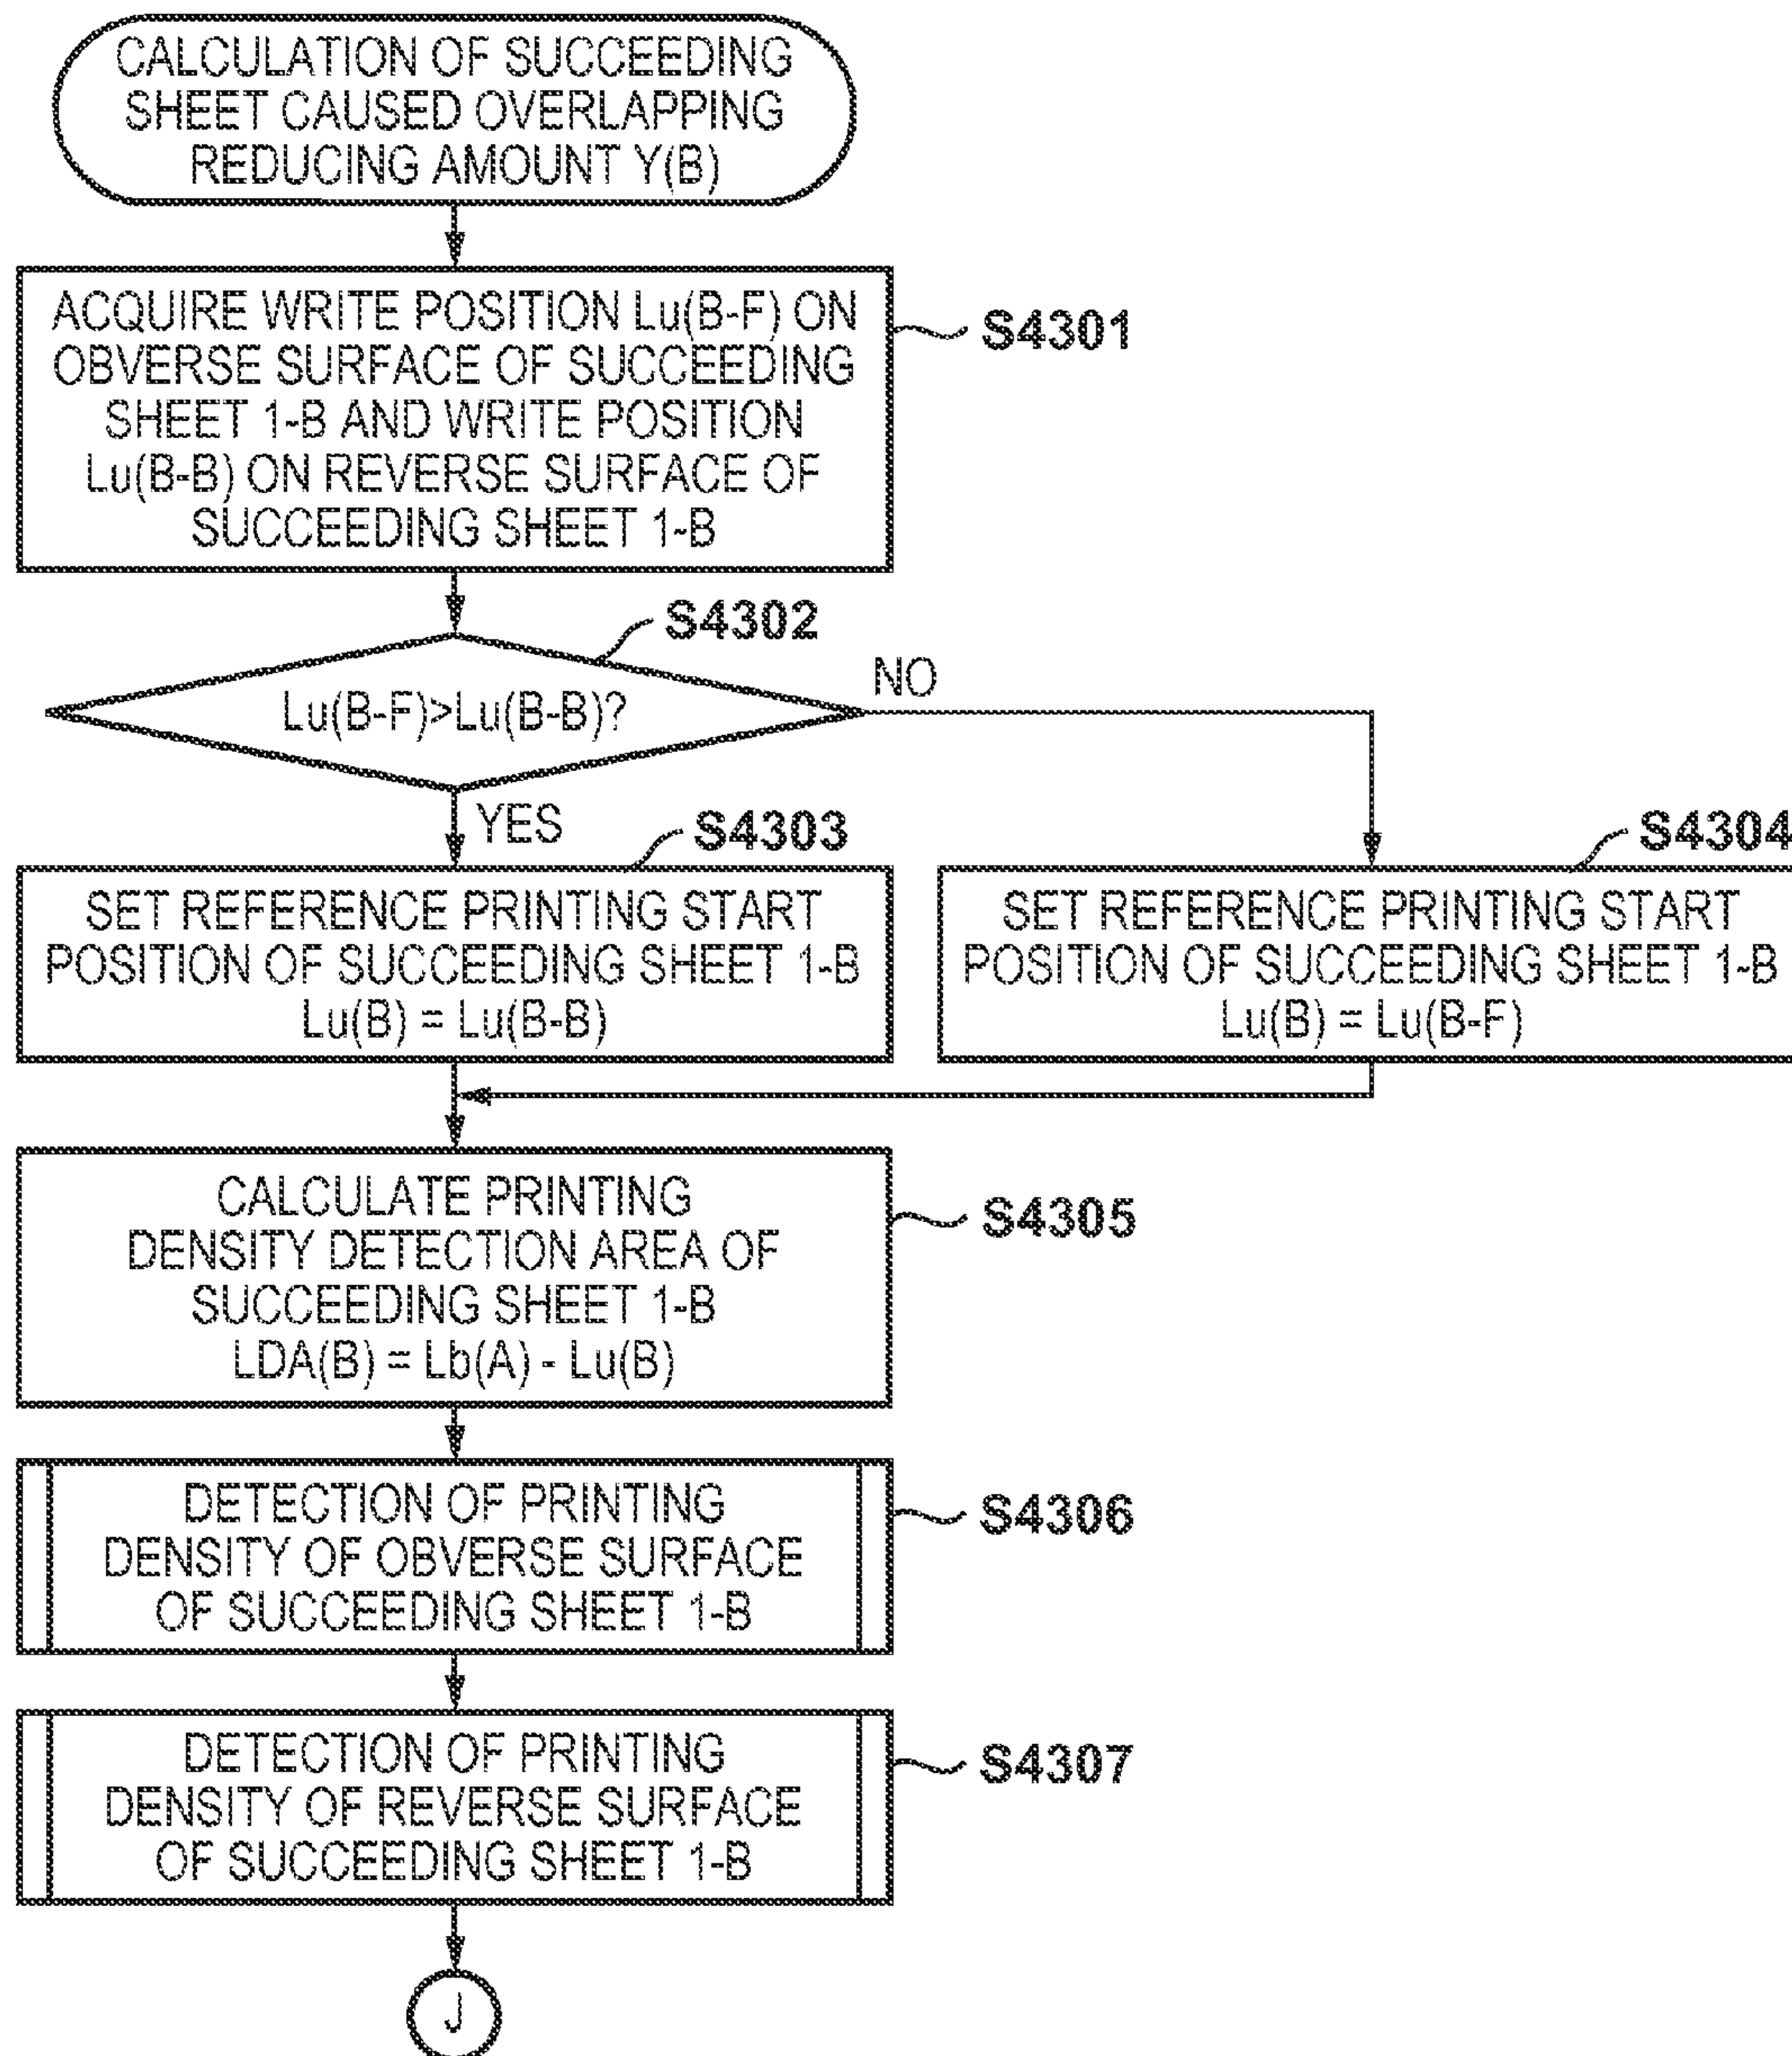 CALCULATION OF SUCCEEDING
SHEET CAUSED OVERLAPPING
REDUCING AMOUNT Y(B)
ACQUIRE WRITE POSITION Lu(B-F) ON
OBVERSE SURFACE OF SUCCEEDING
SHEET 1-B AND WRITE POSITION
Lu(B-B) ON REVERSE SURFACE OF
SUCCEEDING SHEET 1-B
S4301
S4302
Lu(B-F)>Lu(B-B)?
NO
YES
S4303
SET REFERENCE PRINTING START
POSITION OF SUCCEEDING SHEET 1-B
Lu(B) = Lu(B-B)
S4304
SET REFERENCE PRINTING START
POSITION OF SUCCEEDING SHEET 1-B
Lu(B) = Lu(B-F)
CALCULATE PRINTING
DENSITY DETECTION AREA OF
SUCCEEDING SHEET 1-B
LDA(B) = Lb(A) - Lu(B)
S4305
DETECTION OF PRINTING
DENSITY OF OBVERSE SURFACE
OF SUCCEEDING SHEET 1-B
S4306
DETECTION OF PRINTING
DENSITY OF REVERSE SURFACE
OF SUCCEEDING SHEET 1-B
S4307
J